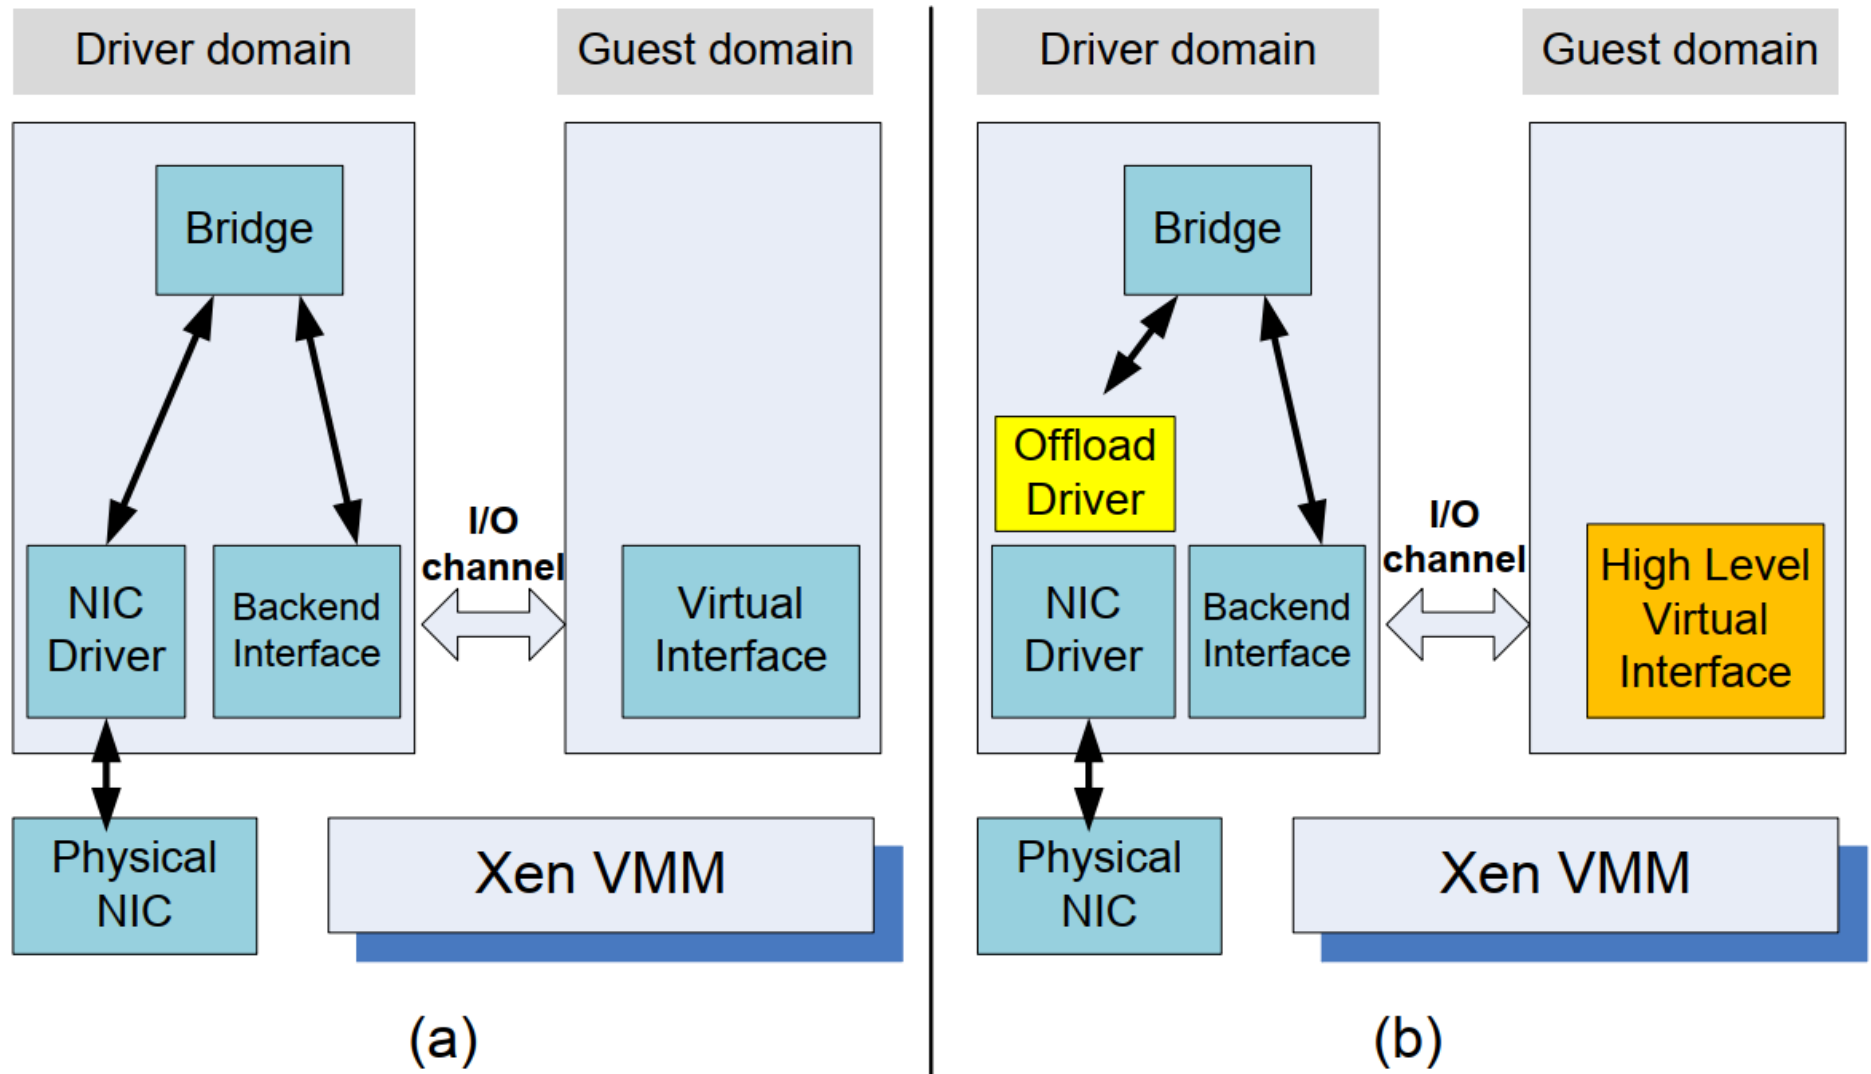 Driver domain
Guest domain
Bridge
I/O
channel
NIC
Driver
Backend
Interface
Virtual
Interface
Physical
NIC
Xen VMM
(a)
Driver domain
Guest domain
Bridge
Offload
Driver
I/O
channel
NIC
Driver
Backend
Interface
High Level
Virtual
Interface
Physical
NIC
Xen VMM
(b)